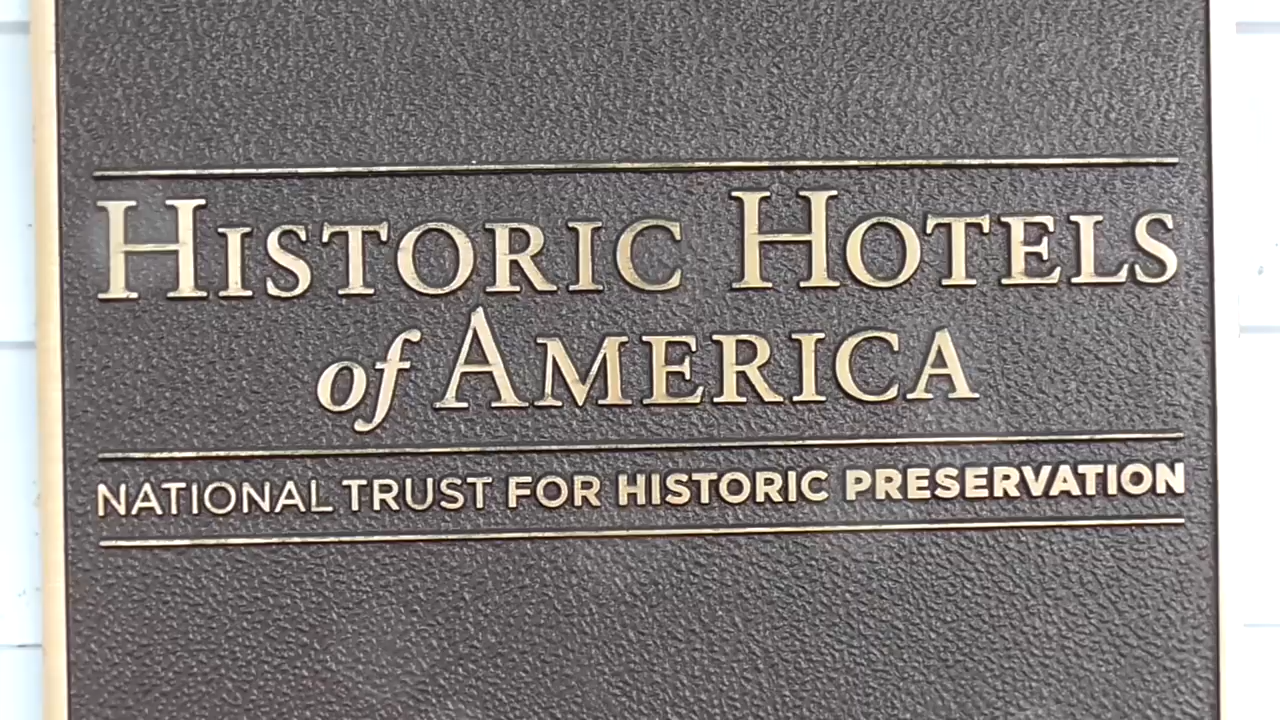 HISTORIC HOTELS
of AMERICA
NATIONAL TRUST FOR HISTORIC PRESERVATION